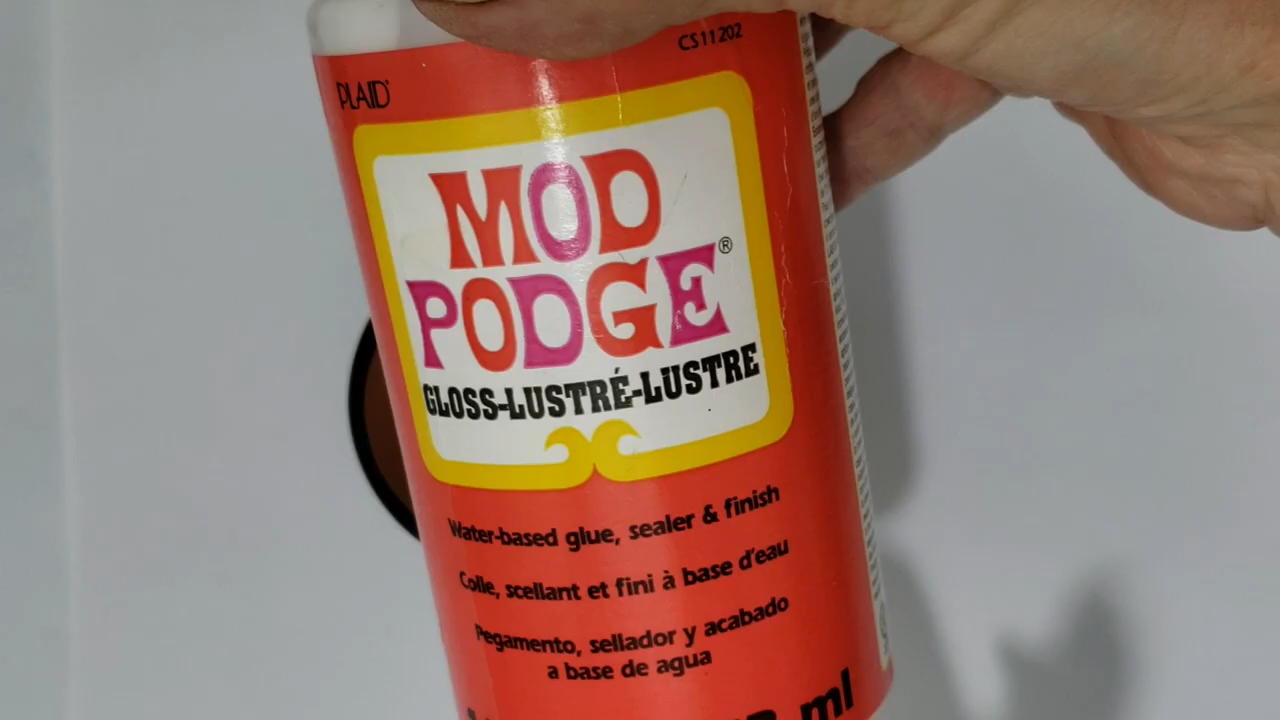 PLAID®
CS11202
MOD
PODGE®
GLOSS-LUSTRÉ-LUSTRE
Water-based glue, sealer & finish
Colle, scellant et fini à base d'eau
Pegamento, sellador y acabado
a base de agua
ml